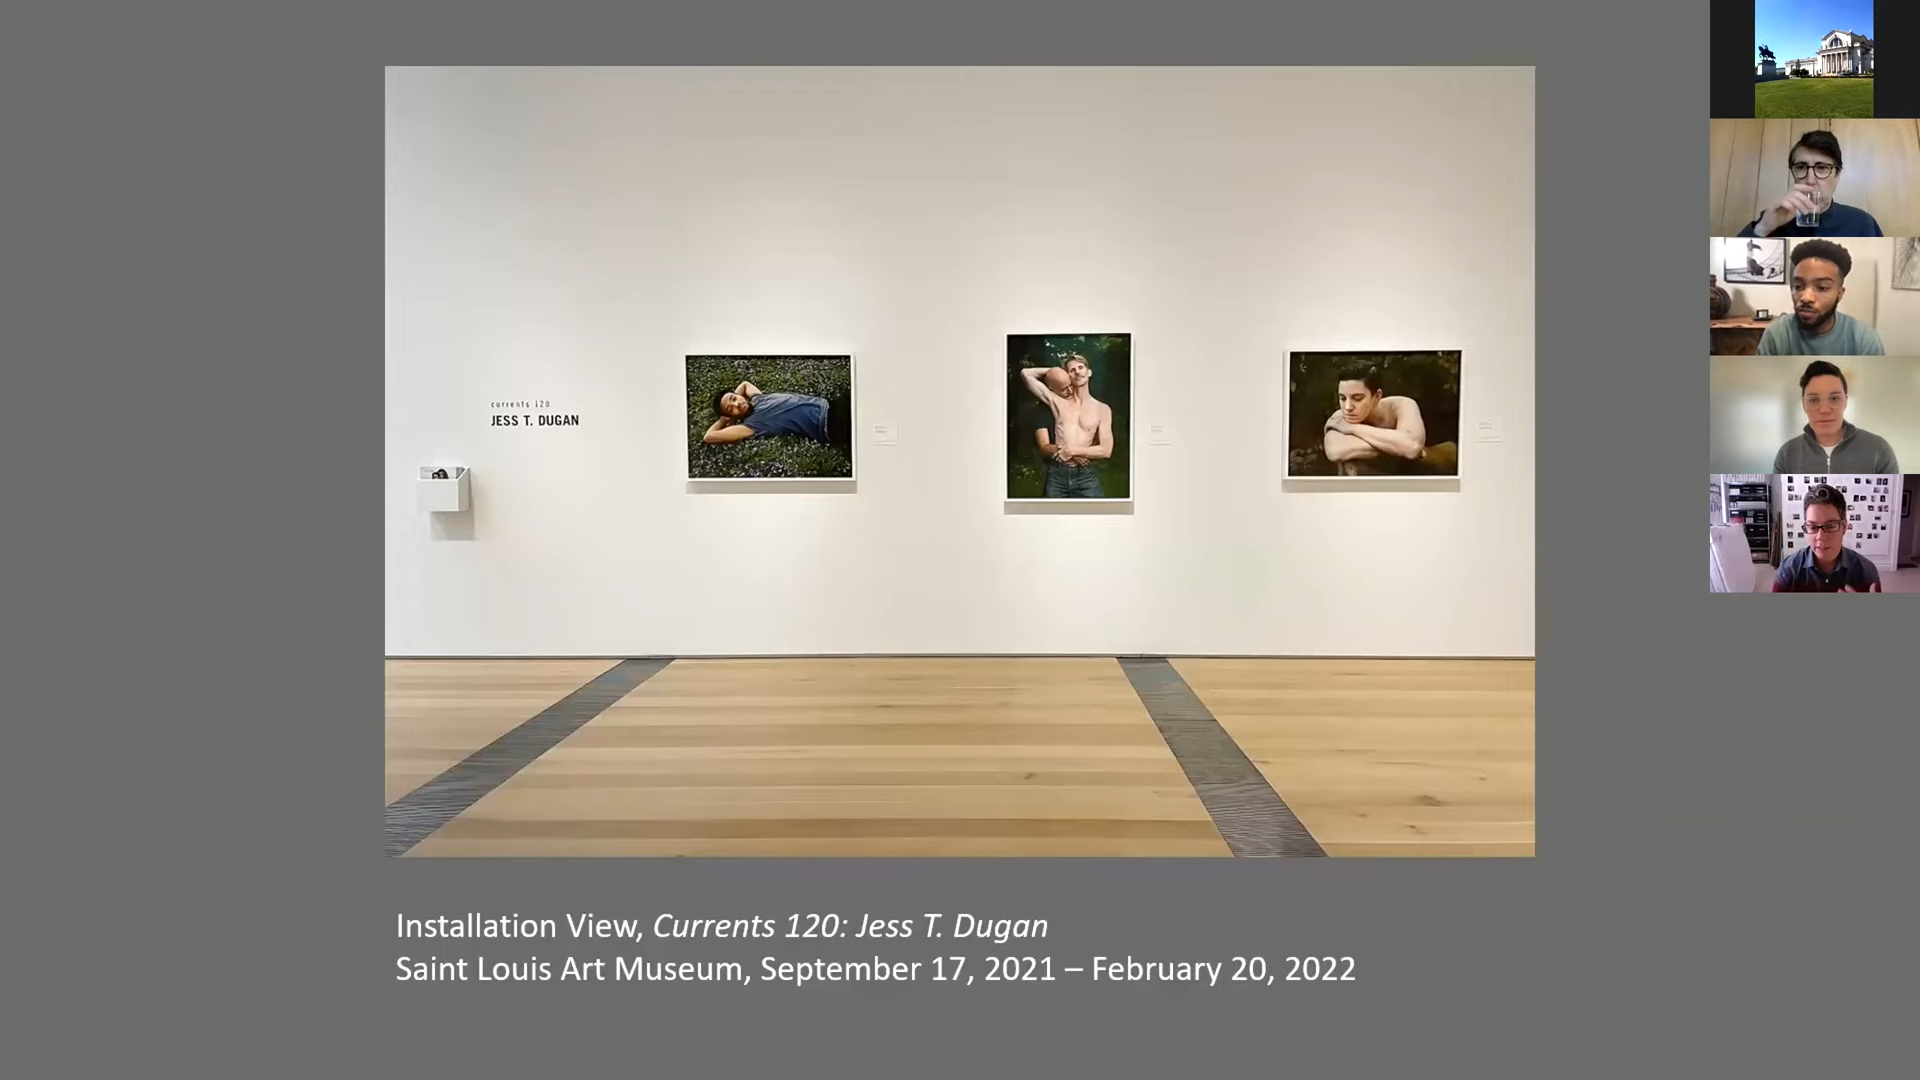 currents 120
JESS T. DUGAN
Installation View, Currents 120: Jess T. Dugan
Saint Louis Art Museum, September 17, 2021 – February 20, 2022